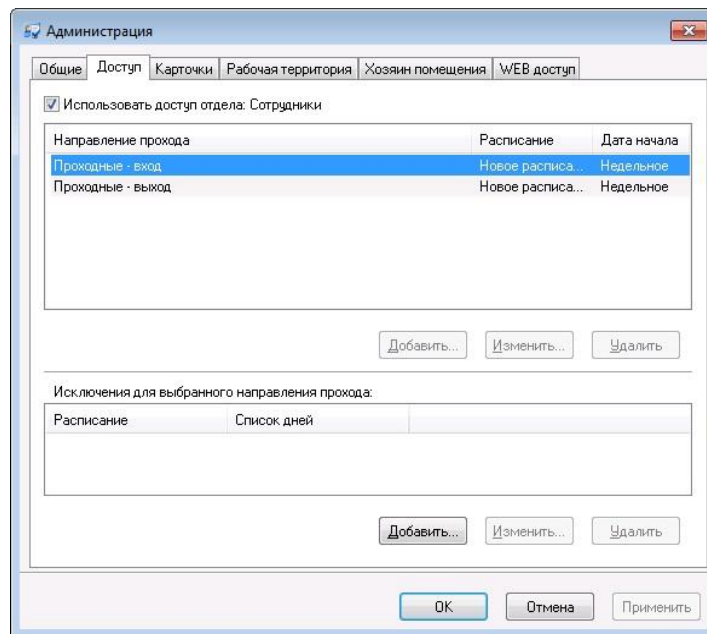 Администрация
Общие Доступ Карточки Рабочая территория Хозяин помещения WEB доступ
Использовать доступ отдела: Сотрудники
Направление прохода Расписание Дата начала
Проходные - вход Новое расписа... Недельное
Проходные - выход Новое расписа... Недельное
Добавить... Изменить... Удалить
Исключения для выбранного направления прохода:
Расписание Список дней
Добавить... Изменить... Удалить
OK Отмена Применить